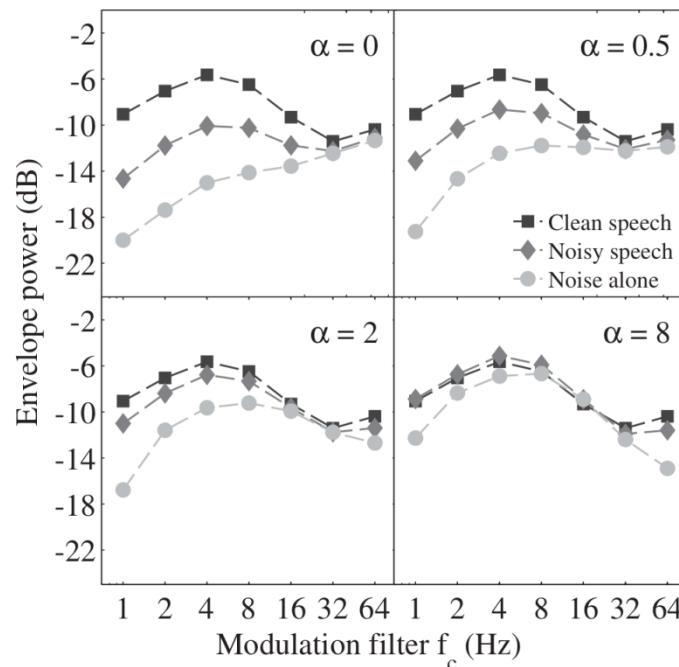 -2
-6
-10
-14
-18
-22
α = 0
α = 0.5
Clean speech
Noisy speech
Noise alone
Envelope power (dB)
-2
-6
-10
-14
-18
-22
α = 2
α = 8
1 2 4 8 16 32 64 1 2 4 8 16 32 64
Modulation filter f_c (Hz)